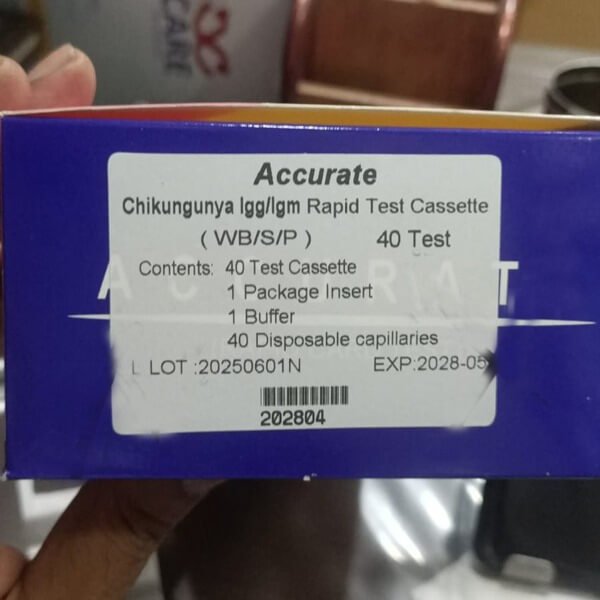 CARE
Accurate
Chikungunya Igg/Igm Rapid Test Cassette
( WB/S/P ) 40 Test
Contents: 40 Test Cassette
1 Package Insert
1 Buffer
40 Disposable capillaries
L LOT :20250601N EXP:2028-05
202804